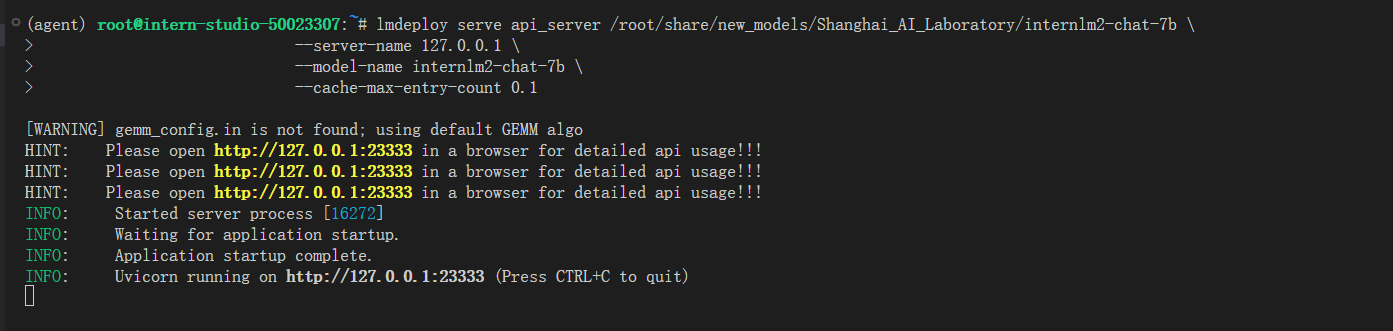 (agent) root@intern-studio-50023307:~# lmdeploy serve api_server /root/share/new_models/Shanghai_AI_Laboratory/internlm2-chat-7b \
> --server-name 127.0.0.1 \
> --model-name internlm2-chat-7b \
> --cache-max-entry-count 0.1
[WARNING] gemm_config.in is not found; using default GEMM algo
HINT: Please open http://127.0.0.1:23333 in a browser for detailed api usage!!!
HINT: Please open http://127.0.0.1:23333 in a browser for detailed api usage!!!
HINT: Please open http://127.0.0.1:23333 in a browser for detailed api usage!!!
INFO: Started server process [16272]
INFO: Waiting for application startup.
INFO: Application startup complete.
INFO: Uvicorn running on http://127.0.0.1:23333 (Press CTRL+C to quit)